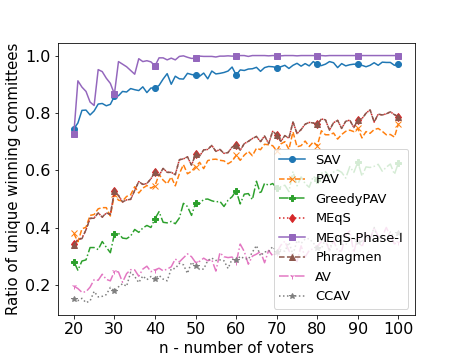 Ratio of unique winning committees
1.0
0.8
0.6
0.4
0.2
SAV
PAV
GreedyPAV
MEqS
MEqS-Phase-I
Phragmen
AV
CCAV
20 30 40 50 60 70 80 90 100
n - number of voters